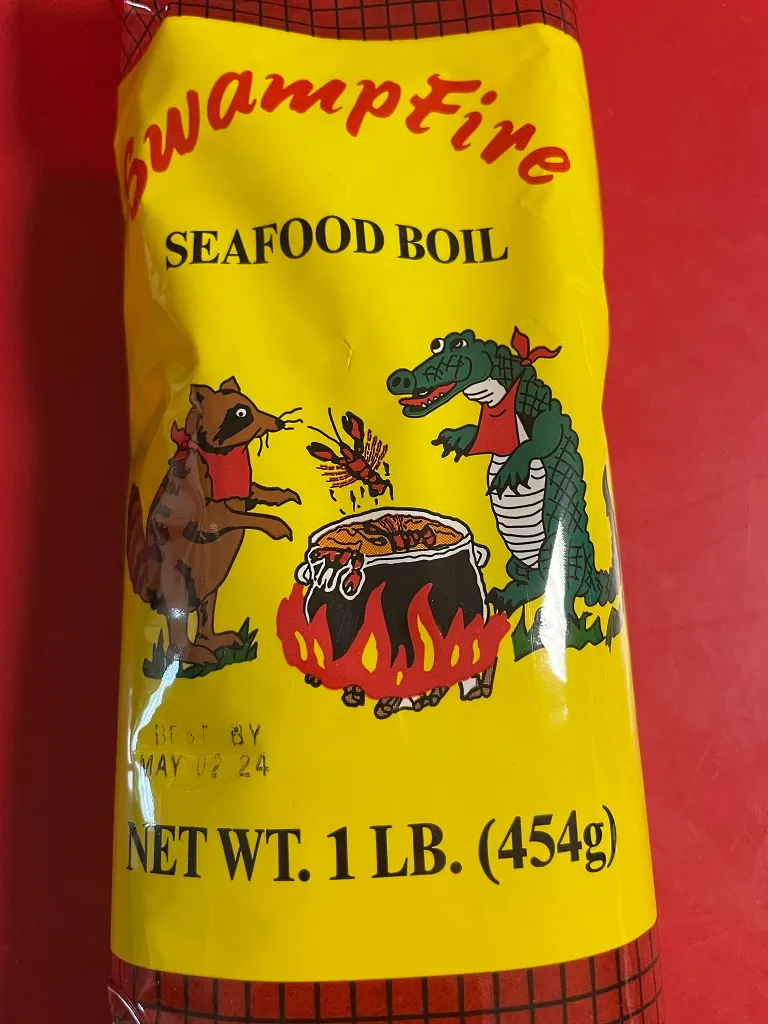 SwampFire
SEAFOOD BOIL
BEST BY
MAY 02 24
NET WT. 1 LB. (454g)